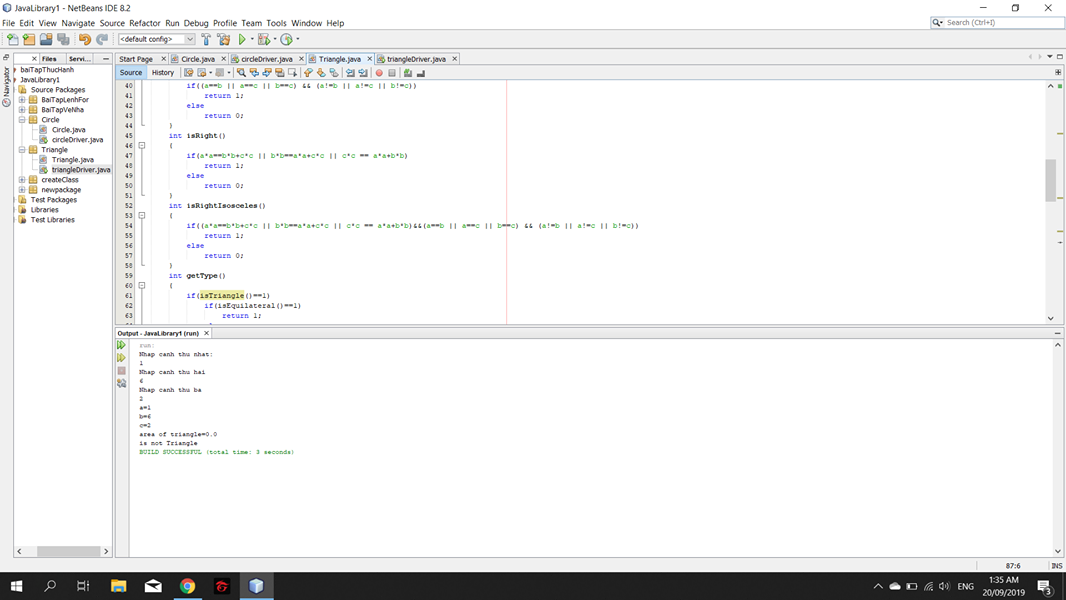 JavaLibrary1 - NetBeans IDE 8.2
File Edit View Navigate Source Refactor Run Debug Profile Team Tools Window Help
Search (Ctrl+I)
<default config>
Files Servi...
Start Page Circle.java circleDriver.java Triangle.java triangleDriver.java
Source History
Navigator
baiTapThucHanh
JavaLibrary1
Source Packages
BaiTapLenhFor
BaiTapVeNha
Circle
Circle.java
circleDriver.java
Triangle
Triangle.java
triangleDriver.java
createClass
newpackage
Test Packages
Libraries
Test Libraries
40 if((a==b || a==c || b==c) && (a!=b || a!=c || b!=c))
41 return 1;
42 else
43 return 0;
44 }
45 int isRight()
46 {
47 if(a*a==b*b+c*c || b*b==a*a+c*c || c*c == a*a+b*b)
48 return 1;
49 else
50 return 0;
51 }
52 int isRightIsosceles()
53 {
54 if((a*a==b*b+c*c || b*b==a*a+c*c || c*c == a*a+b*b)&&(a==b || a==c || b==c) && (a!=b || a!=c || b!=c))
55 return 1;
56 else
57 return 0;
58 }
59 int getType()
60 {
61 if(isTriangle()==1)
62 if(isEquilateral()==1)
63 return 1;
Output - JavaLibrary1 (run)
run:
Nhap canh thu nhat:
1
Nhap canh thu hai
6
Nhap canh thu ba
2
a=1
b=6
c=2
area of triangle=0.0
is not Triangle
BUILD SUCCESSFUL (total time: 3 seconds)
87:6 INS
ENG
1:35 AM
20/09/2019
3